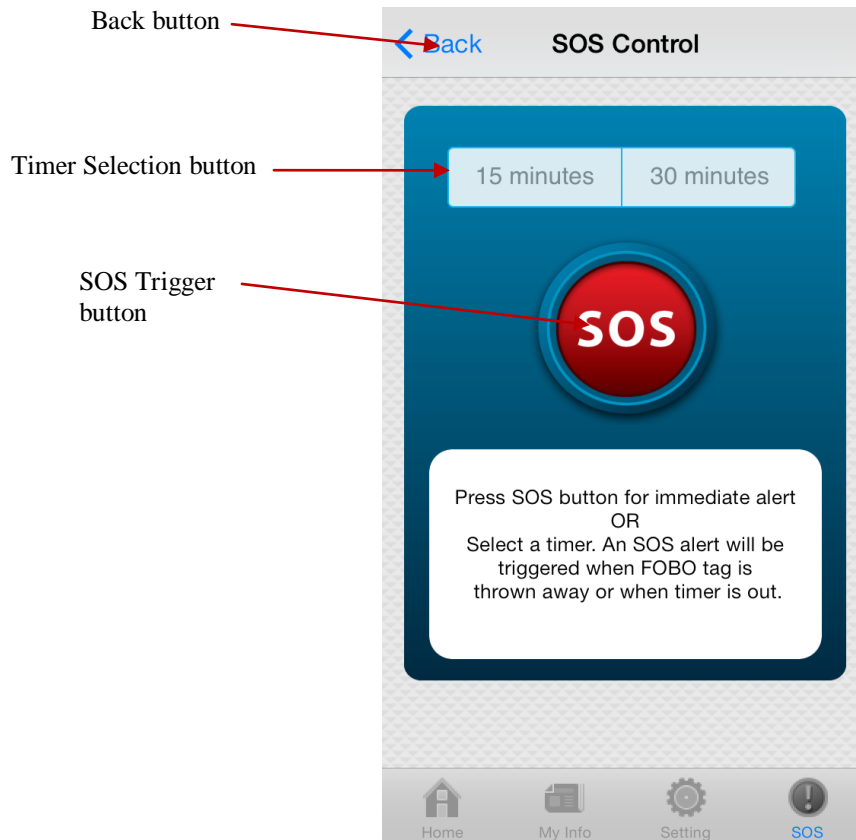 Back button
Back
SOS Control
Timer Selection button
15 minutes
30 minutes
SOS Trigger
button
SOS
Press SOS button for immediate alert
OR
Select a timer. An SOS alert will be
triggered when FOBO tag is
thrown away or when timer is out.
Home
My Info
Setting
SOS